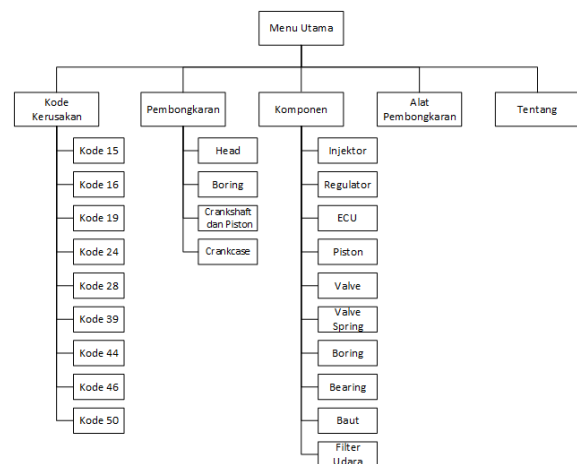 Menu Utama
Kode
Kerusakan
Pembongkaran
Komponen
Alat
Pembongkaran
Tentang
Kode 15
Kode 16
Kode 19
Kode 24
Kode 28
Kode 39
Kode 44
Kode 46
Kode 50
Head
Boring
Crankshaft
dan Piston
Crankcase
Injektor
Regulator
ECU
Piston
Valve
Valve
Spring
Boring
Bearing
Baut
Filter
Udara